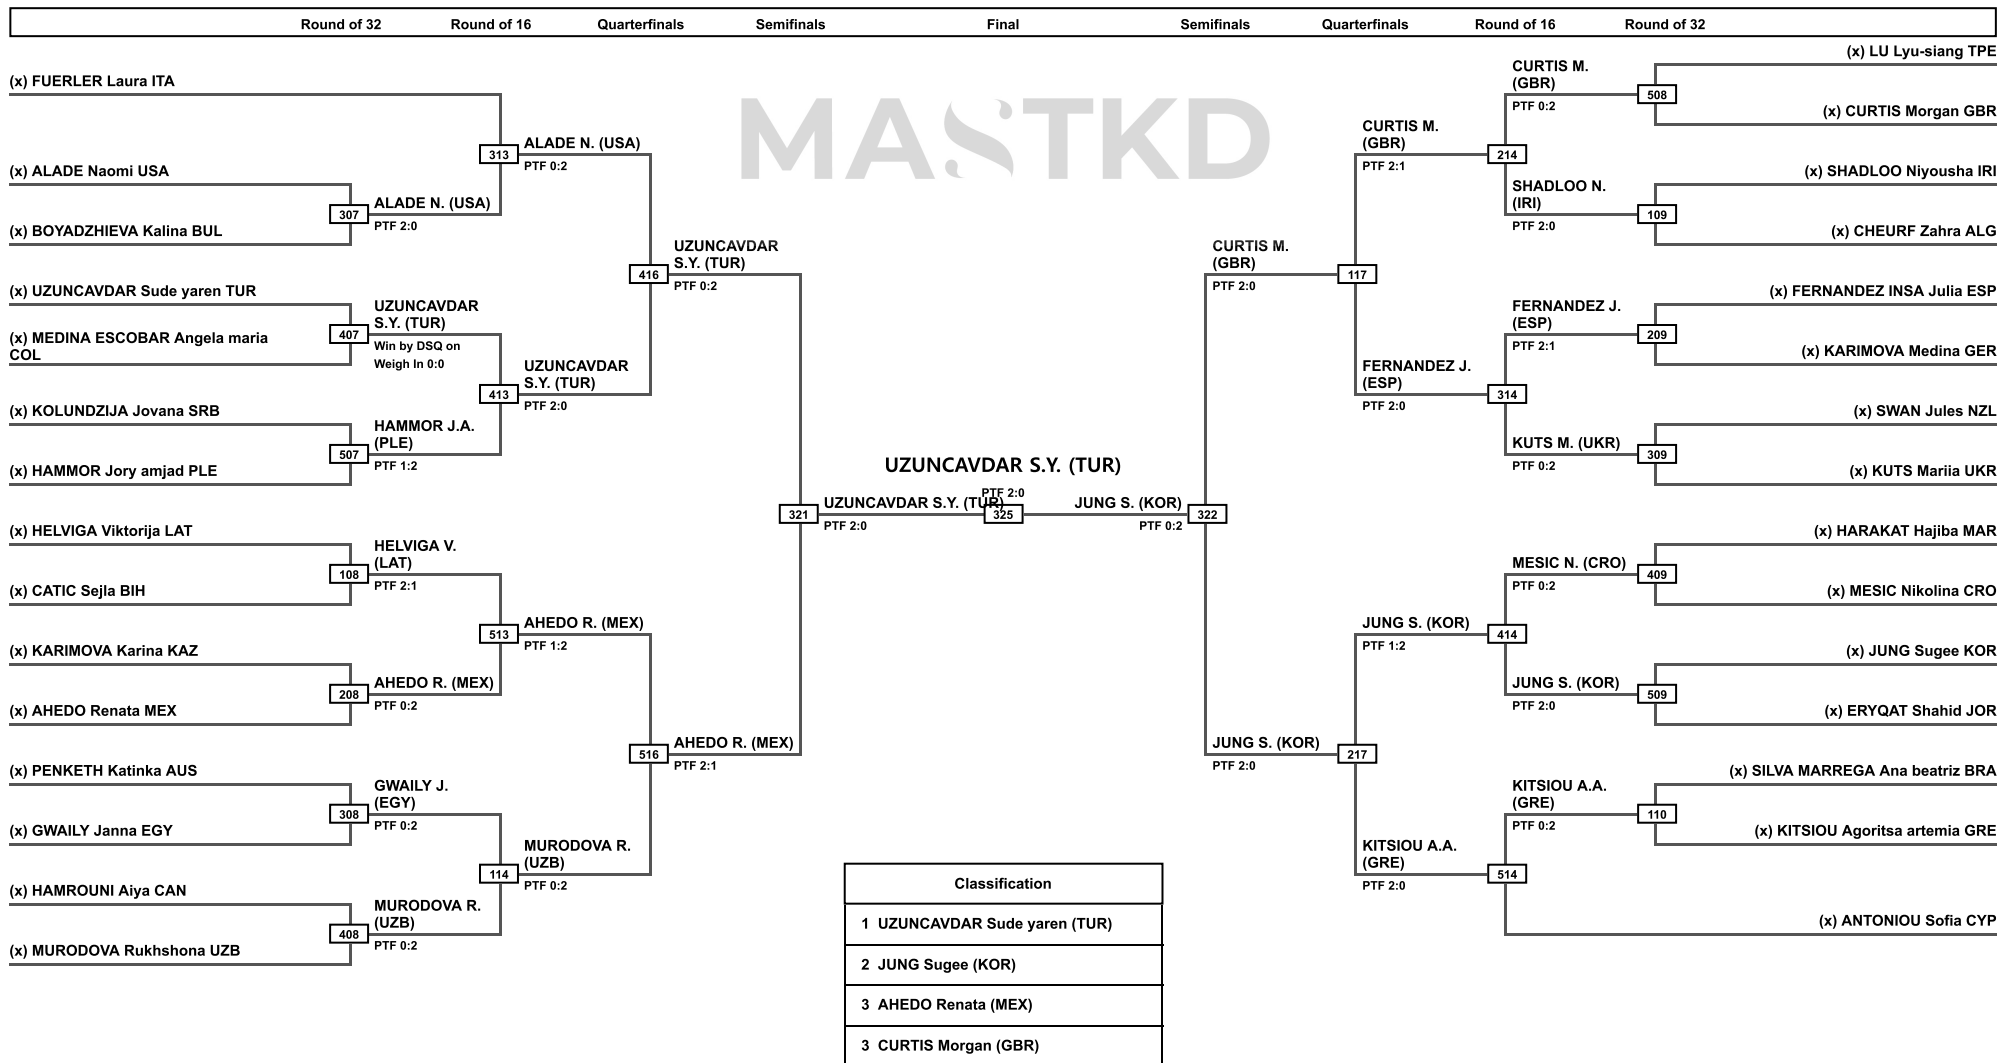 Round of 32
Round of 16
Quarterfinals
Semifinals
Final
Semifinals
Quarterfinals
Round of 16
Round of 32
MASTKD
(x) FUERLER Laura ITA
(x) ALADE Naomi USA
(x) BOYADZHIEVA Kalina BUL
(x) UZUNCAVDAR Sude yaren TUR
(x) MEDINA ESCOBAR Angela maria
COL
(x) KOLUNDZIJA Jovana SRB
(x) HAMMOR Jory amjad PLE
(x) HELVIGA Viktorija LAT
(x) CATIC Sejla BIH
(x) KARIMOVA Karina KAZ
(x) AHEDO Renata MEX
(x) PENKETH Katinka AUS
(x) GWAILY Janna EGY
(x) HAMROUNI Aiya CAN
(x) MURODOVA Rukhshona UZB
307
ALADE N. (USA)
PTF 2:0
407
UZUNCAVDAR
S.Y. (TUR)
Win by DSQ on
Weigh In 0:0
507
HAMMOR J.A.
(PLE)
PTF 1:2
108
HELVIGA V.
(LAT)
PTF 2:1
208
AHEDO R. (MEX)
PTF 0:2
308
GWAILY J.
(EGY)
PTF 0:2
408
MURODOVA R.
(UZB)
PTF 0:2
313
ALADE N. (USA)
PTF 0:2
413
UZUNCAVDAR
S.Y. (TUR)
PTF 2:0
513
AHEDO R. (MEX)
PTF 1:2
114
MURODOVA R.
(UZB)
PTF 0:2
416
UZUNCAVDAR
S.Y. (TUR)
PTF 0:2
516
AHEDO R. (MEX)
PTF 2:1
321
UZUNCAVDAR S.Y. (TUR)
PTF 2:0
UZUNCAVDAR S.Y. (TUR)
PTF 2:0
325
JUNG S. (KOR)
PTF 0:2
322
CURTIS M.
(GBR)
PTF 2:0
117
JUNG S. (KOR)
PTF 2:0
217
CURTIS M.
(GBR)
PTF 2:1
214
FERNANDEZ J.
(ESP)
PTF 2:0
314
JUNG S. (KOR)
PTF 1:2
414
KITSIOU A.A.
(GRE)
PTF 2:0
514
CURTIS M.
(GBR)
PTF 0:2
508
SHADLOO N.
(IRI)
PTF 2:0
109
FERNANDEZ J.
(ESP)
PTF 2:1
209
KUTS M. (UKR)
PTF 0:2
309
MESIC N. (CRO)
PTF 0:2
409
JUNG S. (KOR)
PTF 2:0
509
KITSIOU A.A.
(GRE)
PTF 0:2
110
(x) LU Lyu-siang TPE
(x) CURTIS Morgan GBR
(x) SHADLOO Niyousha IRI
(x) CHEURF Zahra ALG
(x) FERNANDEZ INSA Julia ESP
(x) KARIMOVA Medina GER
(x) SWAN Jules NZL
(x) KUTS Mariia UKR
(x) HARAKAT Hajiba MAR
(x) MESIC Nikolina CRO
(x) JUNG Sugee KOR
(x) ERYQAT Shahid JOR
(x) SILVA MARREGA Ana beatriz BRA
(x) KITSIOU Agoritsa artemia GRE
(x) ANTONIOU Sofia CYP
Classification
1 UZUNCAVDAR Sude yaren (TUR)
2 JUNG Sugee (KOR)
3 AHEDO Renata (MEX)
3 CURTIS Morgan (GBR)